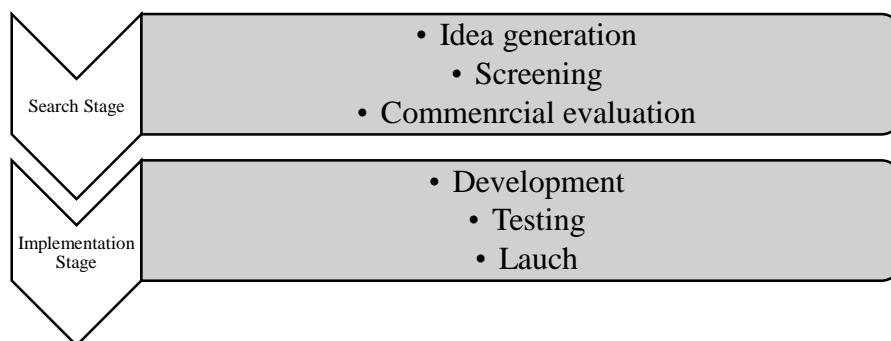 Search Stage
• Idea generation
• Screening
• Commenrcial evaluation
Implementation
Stage
• Development
• Testing
• Lauch